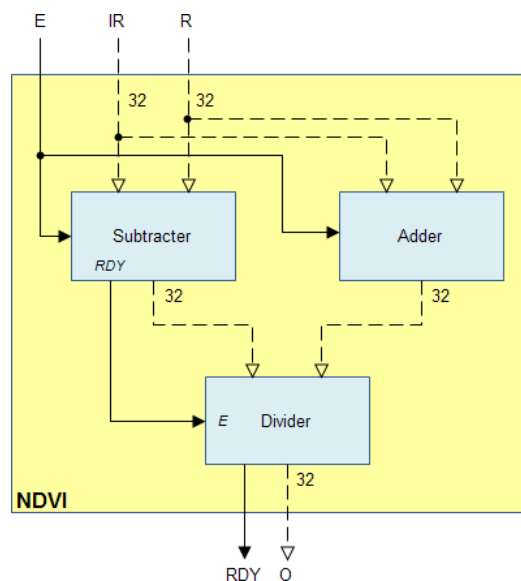 E IR R
32 32
Subtracter Adder
RDY
32 32
E Divider
32
NDVI
RDY O